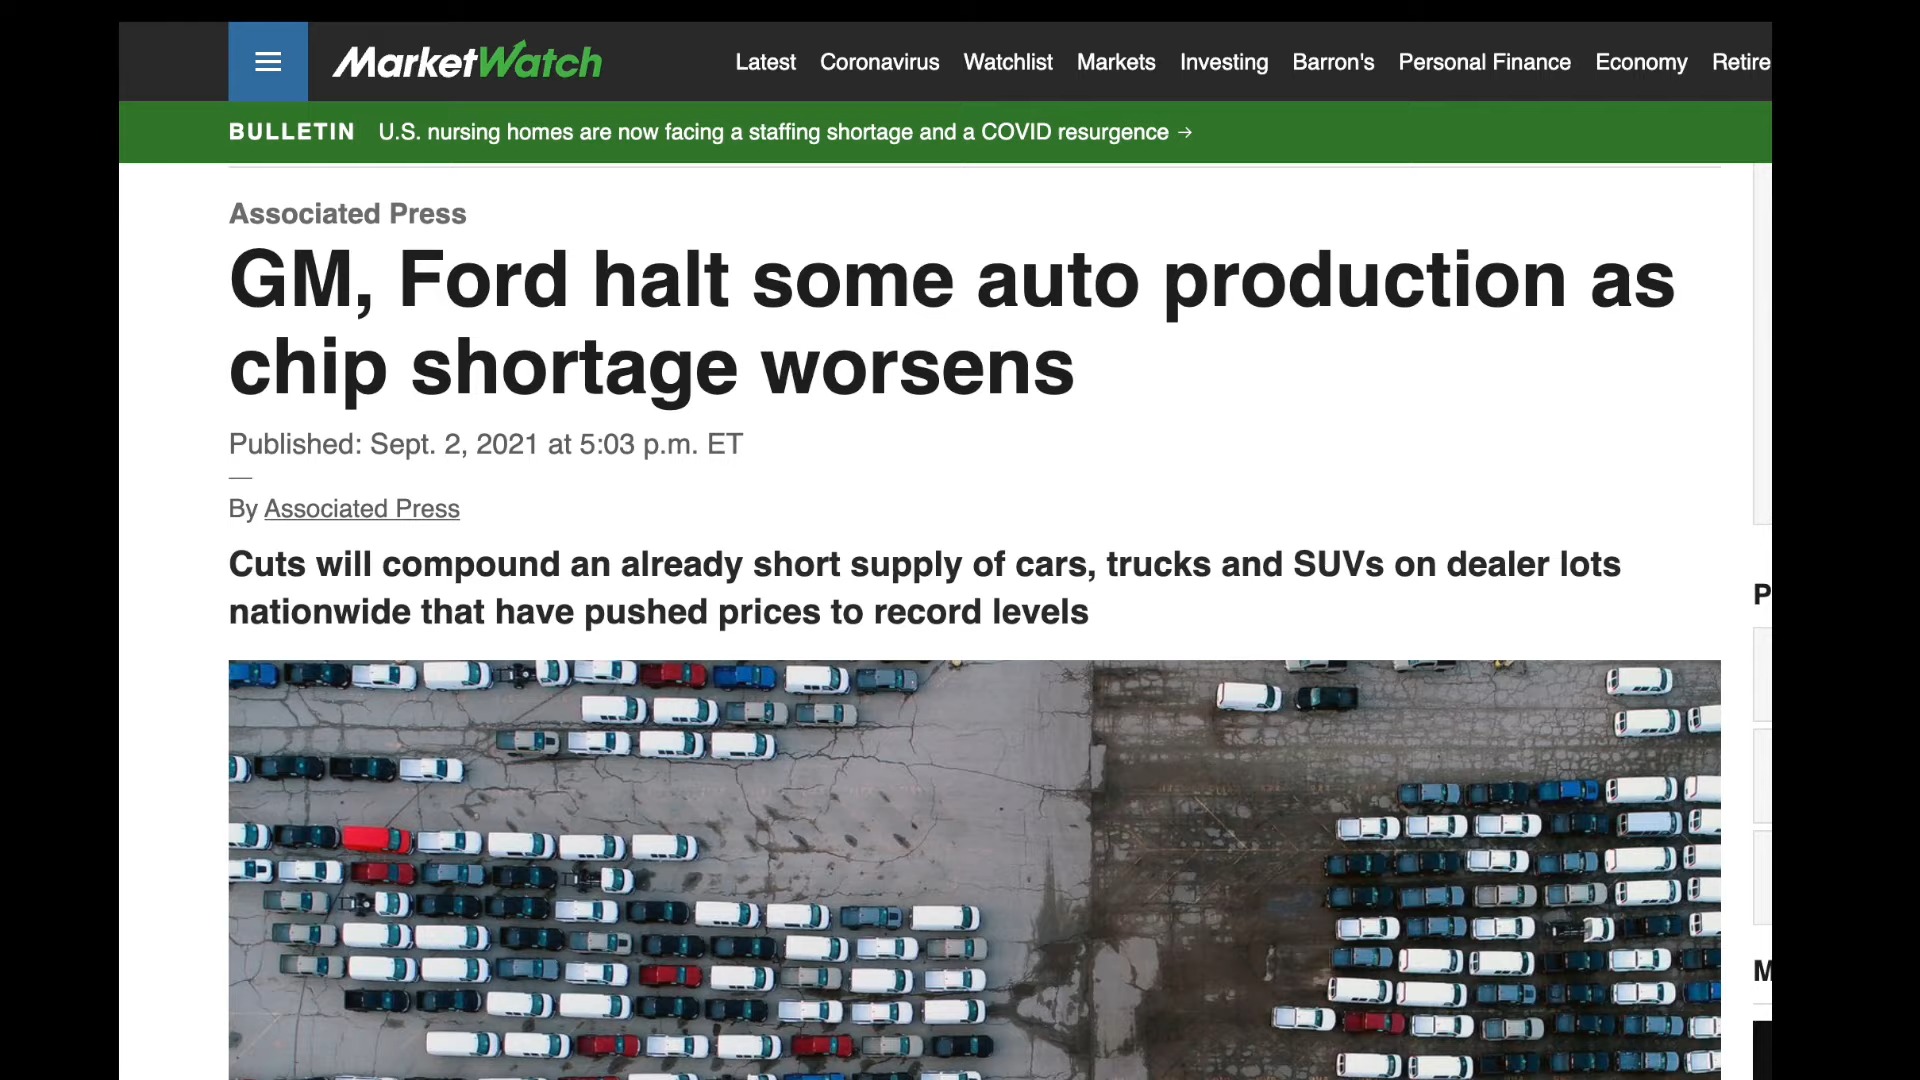 MarketWatch
Latest Coronavirus Watchlist Markets Investing Barron's Personal Finance Economy Retire
BULLETIN U.S. nursing homes are now facing a staffing shortage and a COVID resurgence →
Associated Press
GM, Ford halt some auto production as
chip shortage worsens
Published: Sept. 2, 2021 at 5:03 p.m. ET
By Associated Press
Cuts will compound an already short supply of cars, trucks and SUVs on dealer lots
nationwide that have pushed prices to record levels
P
M